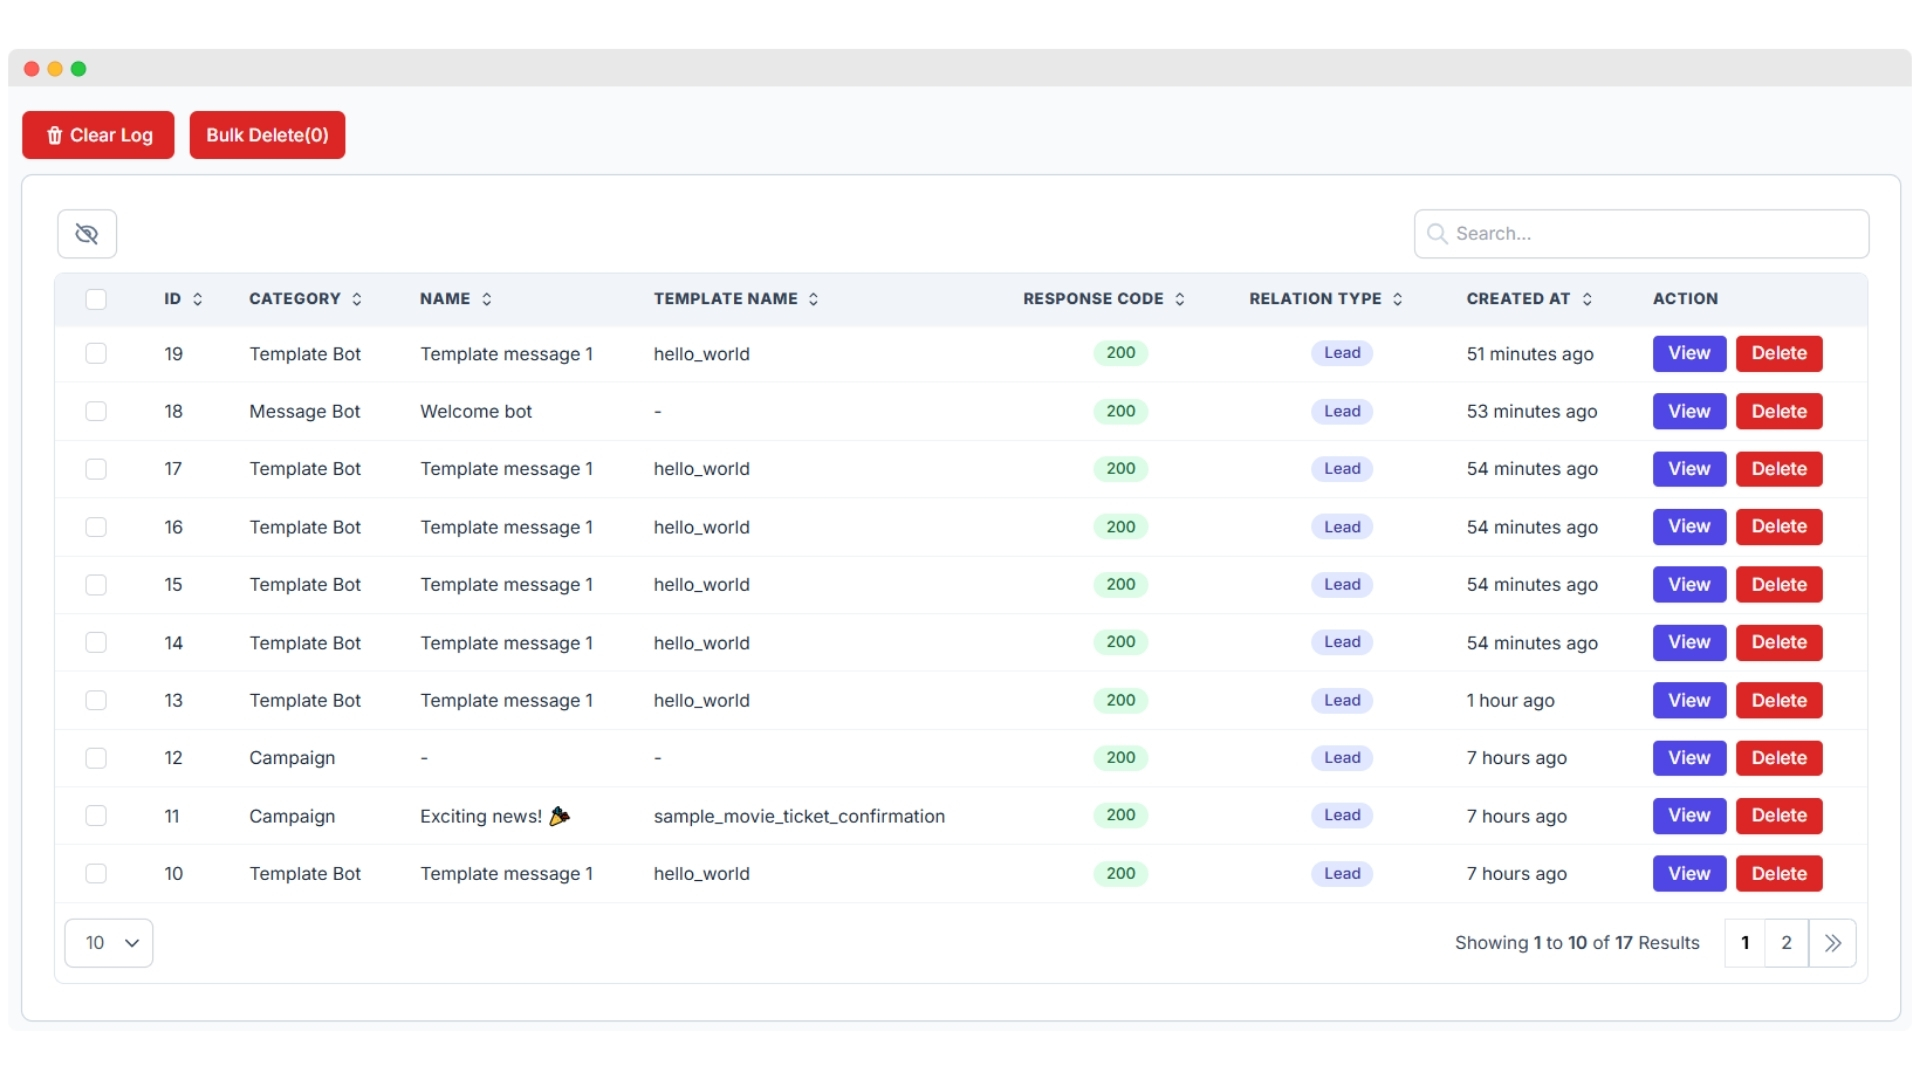 Clear Log Bulk Delete(0)
Search...
ID CATEGORY NAME TEMPLATE NAME RESPONSE CODE RELATION TYPE CREATED AT ACTION
19 Template Bot Template message 1 hello_world 200 Lead 51 minutes ago View Delete
18 Message Bot Welcome bot - 200 Lead 53 minutes ago View Delete
17 Template Bot Template message 1 hello_world 200 Lead 54 minutes ago View Delete
16 Template Bot Template message 1 hello_world 200 Lead 54 minutes ago View Delete
15 Template Bot Template message 1 hello_world 200 Lead 54 minutes ago View Delete
14 Template Bot Template message 1 hello_world 200 Lead 54 minutes ago View Delete
13 Template Bot Template message 1 hello_world 200 Lead 1 hour ago View Delete
12 Campaign - - 200 Lead 7 hours ago View Delete
11 Campaign Exciting news! 🎉 sample_movie_ticket_confirmation 200 Lead 7 hours ago View Delete
10 Template Bot Template message 1 hello_world 200 Lead 7 hours ago View Delete
10 Showing 1 to 10 of 17 Results 1 2